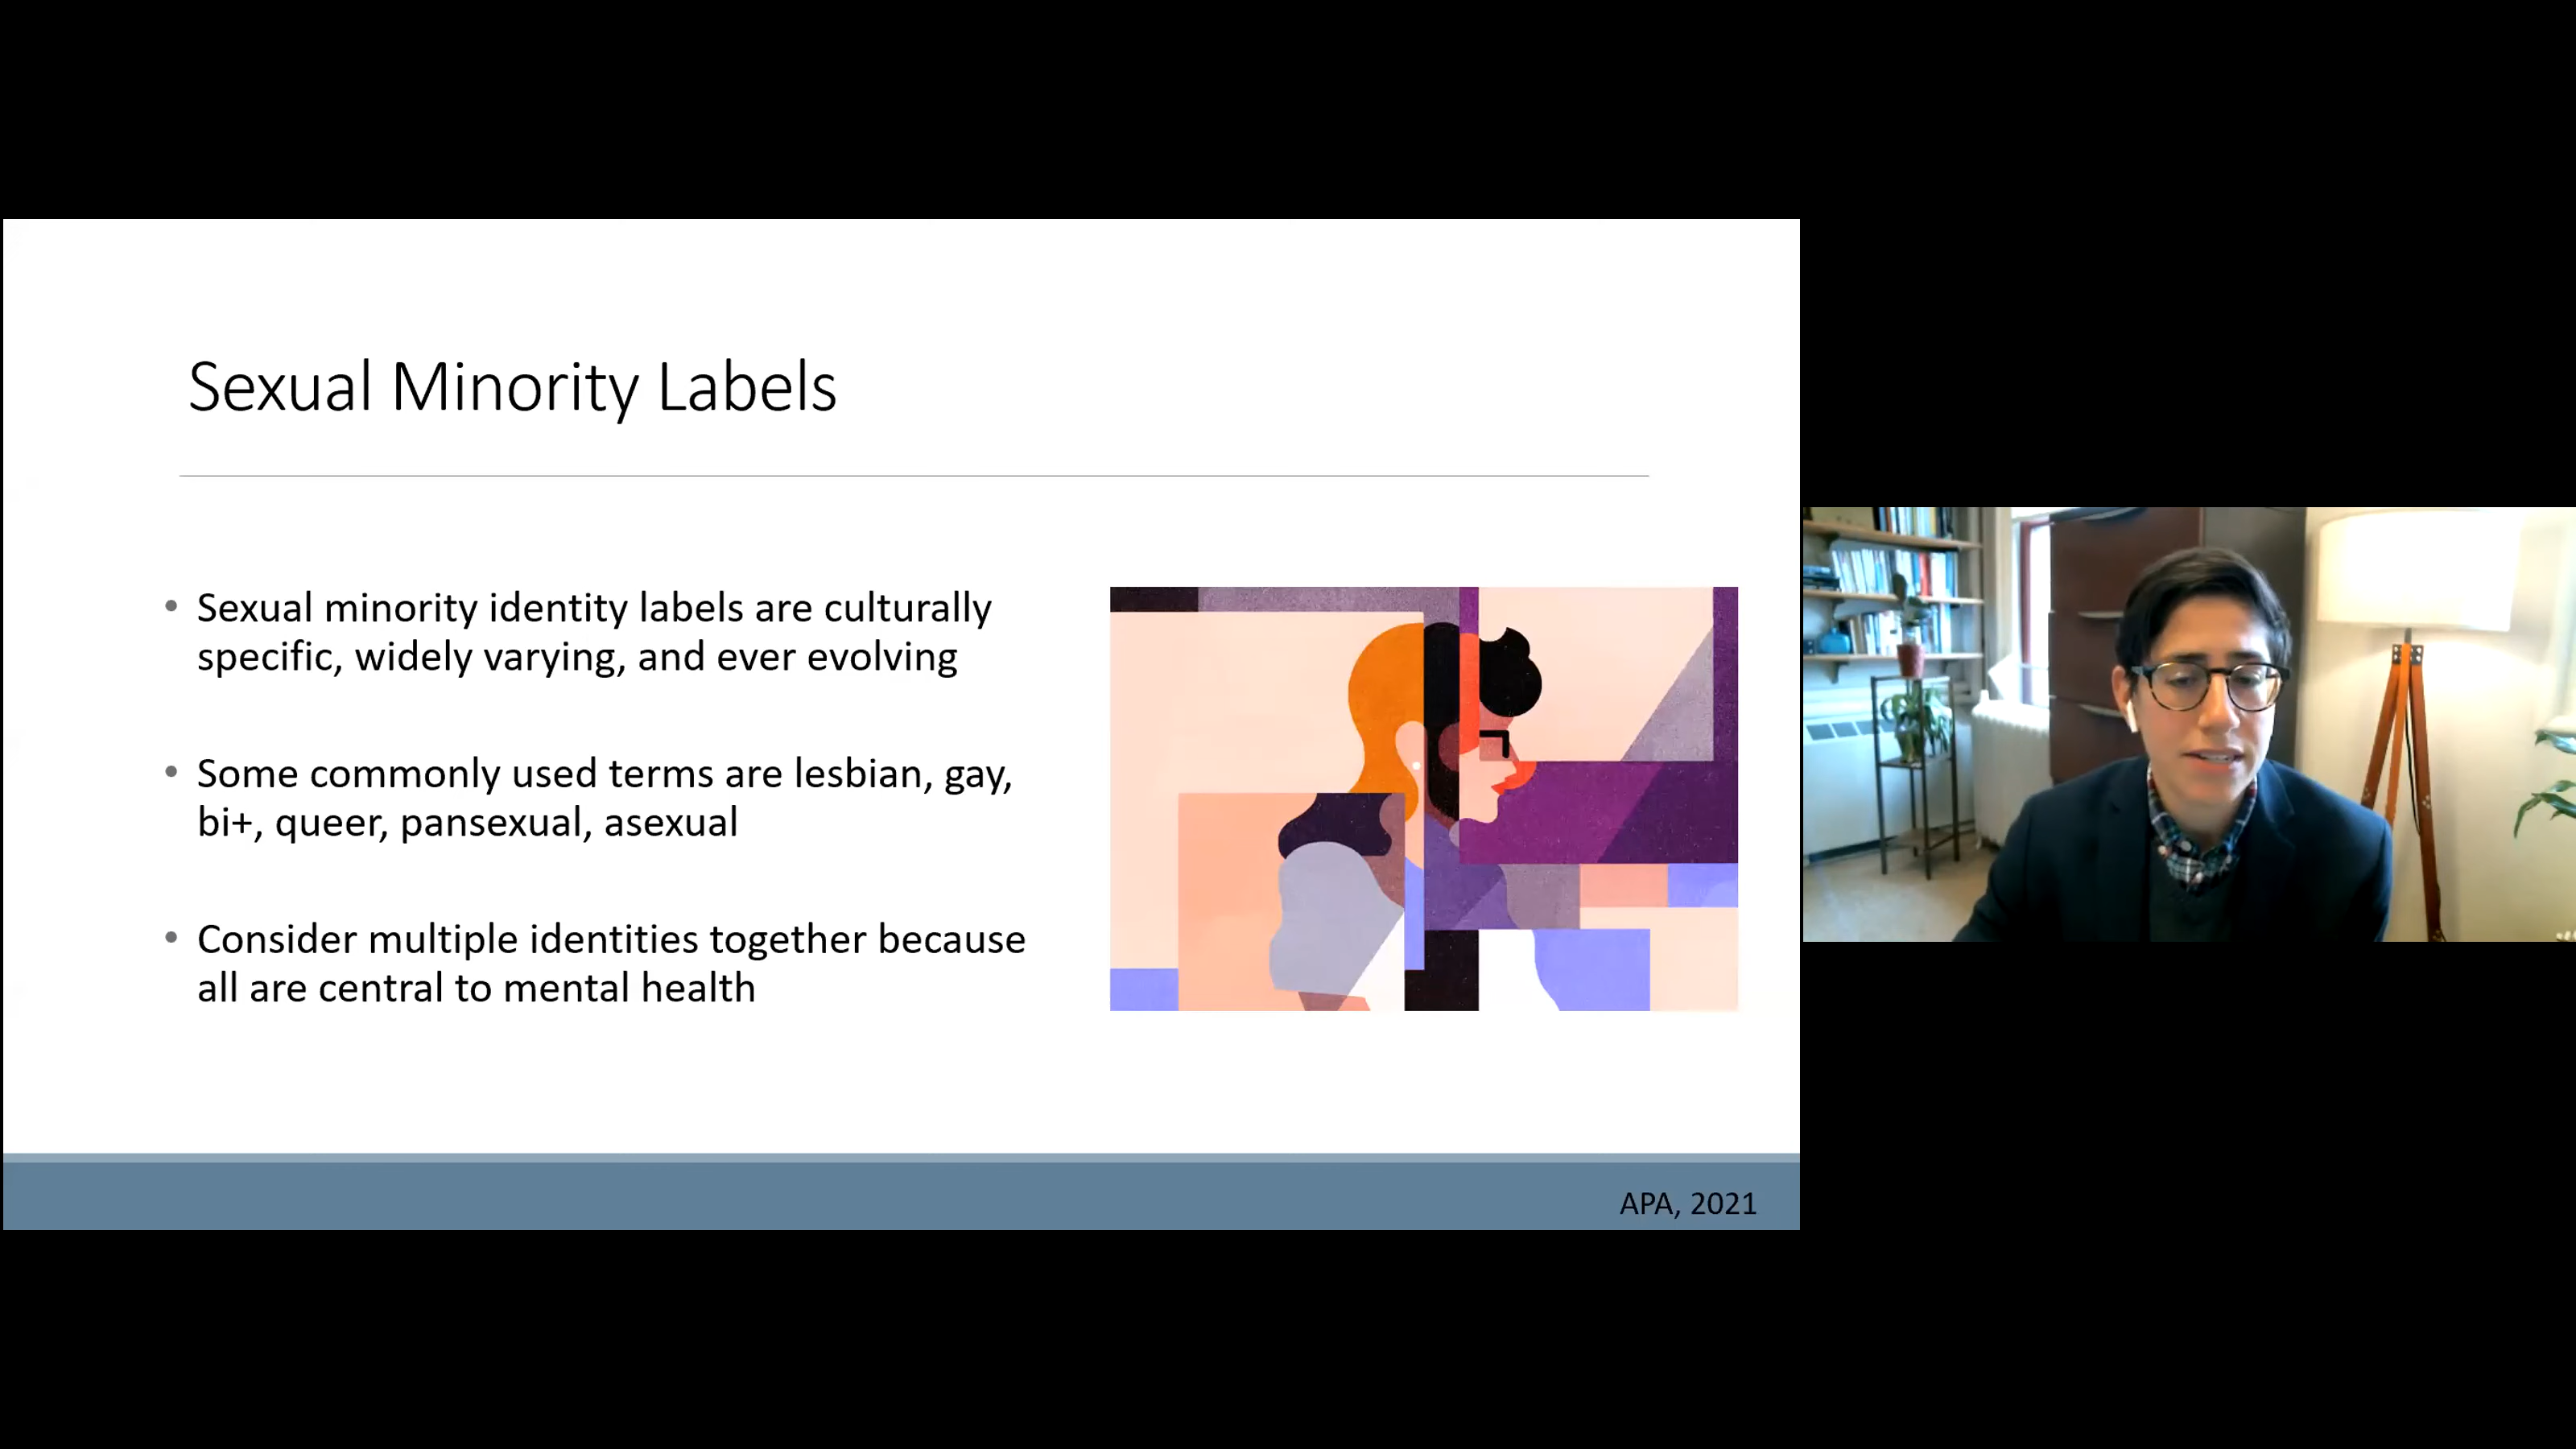 Sexual Minority Labels
• Sexual minority identity labels are culturally
specific, widely varying, and ever evolving
• Some commonly used terms are lesbian, gay,
bi+, queer, pansexual, asexual
• Consider multiple identities together because
all are central to mental health
APA, 2021